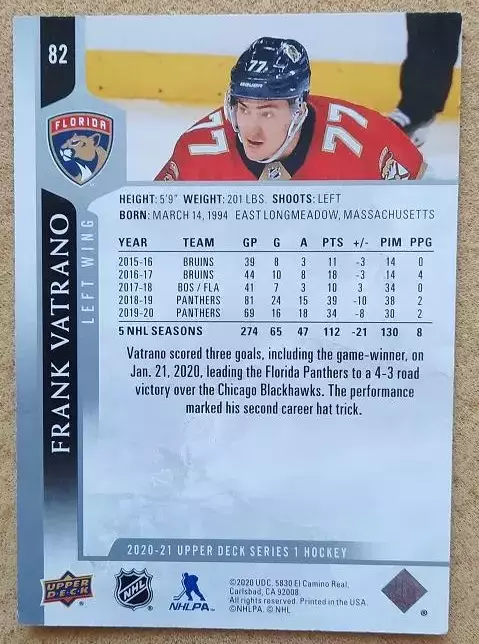 82
77
77
77
FLORIDA
FRANK VATRANO
LEFT WING
HEIGHT: 5'9" WEIGHT: 201 LBS. SHOOTS: LEFT
BORN: MARCH 14, 1994 EAST LONGMEADOW, MASSACHUSETTS
YEAR TEAM GP G A PTS +/- PIM PPG
2015-16 BRUINS 39 8 3 11 -3 14 0
2016-17 BRUINS 44 10 8 18 -3 14 4
2017-18 BOS / FLA 41 7 3 10 3 34 0
2018-19 PANTHERS 81 24 15 39 -10 38 2
2019-20 PANTHERS 69 16 18 34 -8 30 2
5 NHL SEASONS 274 65 47 112 -21 130 8
Vatrano scored three goals, including the game-winner, on
Jan. 21, 2020, leading the Florida Panthers to a 4-3 road
victory over the Chicago Blackhawks. The performance
marked his second career hat trick.
2020-21 UPPER DECK SERIES 1 HOCKEY
UPPER DECK
NHL
NHLPA
©2020 UDC. 5830 El Camino Real,
Carlsbad, CA 92008
All rights reserved. Printed in the USA.
©NHLPA. © NHL
®